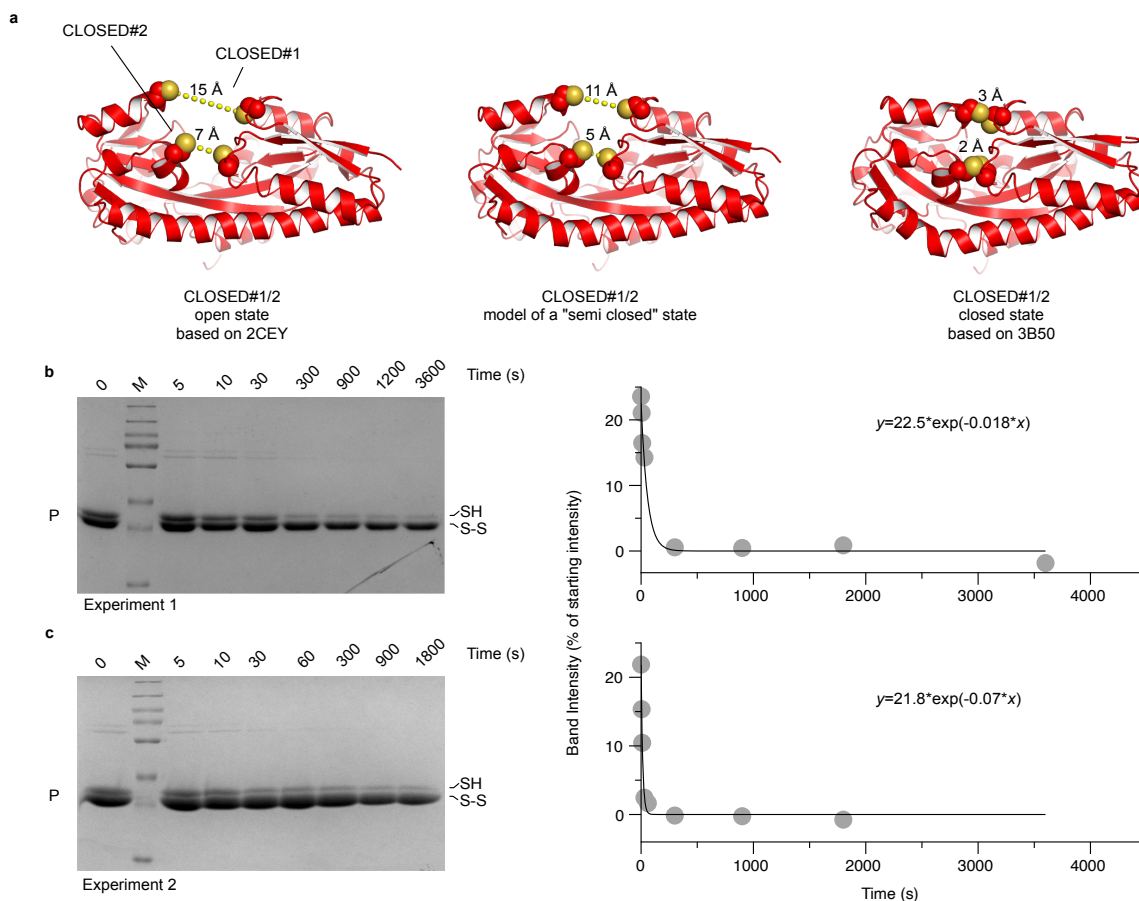 a
CLOSED#2
CLOSED#1
15 Å
7 Å
11 Å
5 Å
3 Å
2 Å
CLOSED#1/2
open state
based on 2CEY
CLOSED#1/2
model of a "semi closed" state
CLOSED#1/2
closed state
based on 3B50
b
0 M 5 10 30 300 900 1200 3600 Time (s)
P
SH
S-S
Experiment 1
20
10
0
y=22.5*exp(-0.018*x)
0 1000 2000 3000 4000
c
0 M 5 10 30 60 300 900 1800 Time (s)
P
SH
S-S
Experiment 2
Band Intensity (% of starting intensity)
20
10
0
y=21.8*exp(-0.07*x)
0 1000 2000 3000 4000
Time (s)